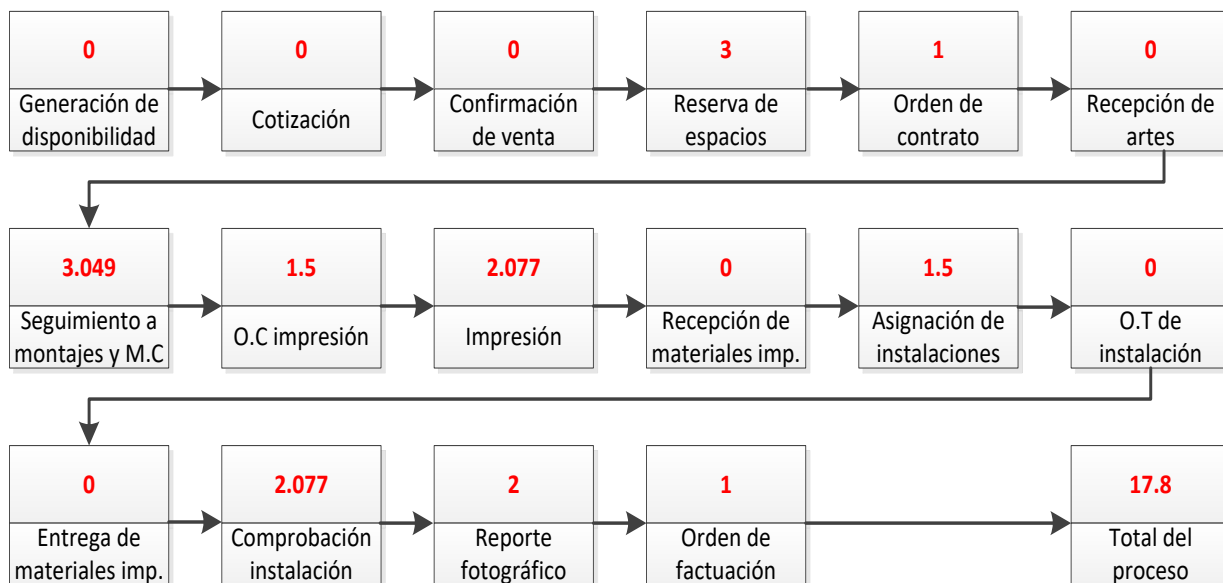 0
Generación de
disponibilidad
0
Cotización
0
Confirmación
de venta
3
Reserva de
espacios
1
Orden de
contrato
0
Recepción de
artes
3.049
Seguimiento a
montajes y M.C
1.5
O.C impresión
2.077
Impresión
0
Recepción de
materiales imp.
1.5
Asignación de
instalaciones
0
O.T de
instalación
0
Entrega de
materiales imp.
2.077
Comprobación
instalación
2
Reporte
fotográfico
1
Orden de
factuación
17.8
Total del
proceso